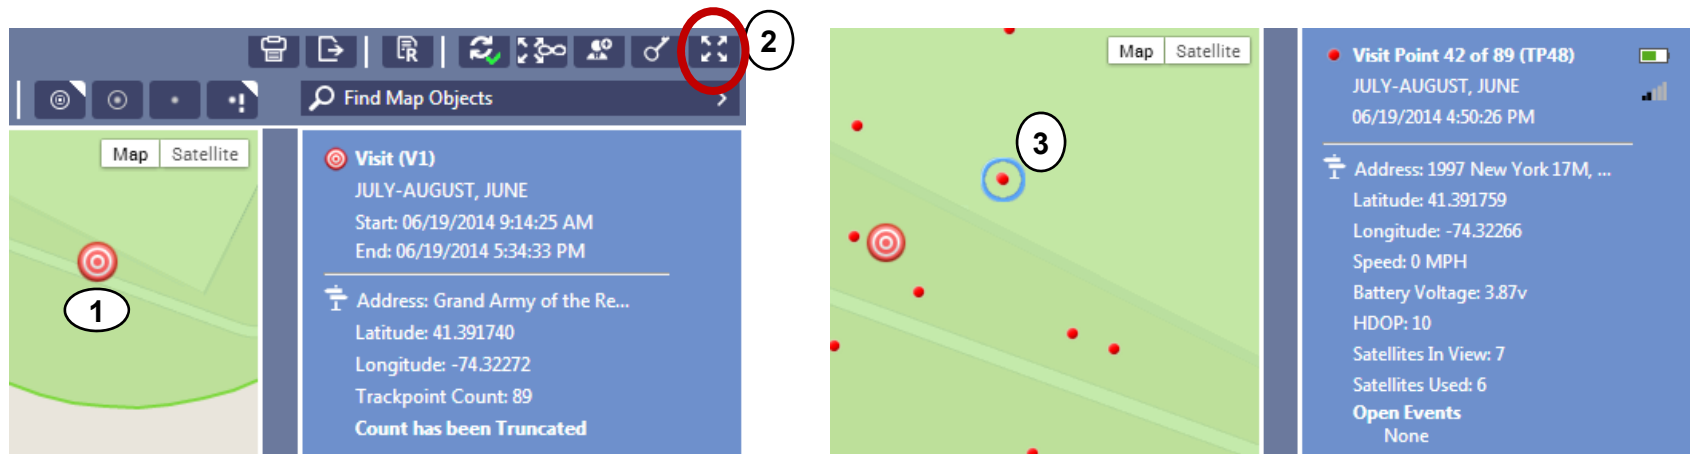 2
R
Find Map Objects
Map Satellite
1
Visit (V1)
JULY-AUGUST, JUNE
Start: 06/19/2014 9:14:25 AM
End: 06/19/2014 5:34:33 PM
Address: Grand Army of the Re...
Latitude: 41.391740
Longitude: -74.32272
Trackpoint Count: 89
Count has been Truncated
Map Satellite
3
Visit Point 42 of 89 (TP48)
JULY-AUGUST, JUNE
06/19/2014 4:50:26 PM
Address: 1997 New York 17M, ...
Latitude: 41.391759
Longitude: -74.32266
Speed: 0 MPH
Battery Voltage: 3.87v
HDOP: 10
Satellites In View: 7
Satellites Used: 6
Open Events
None